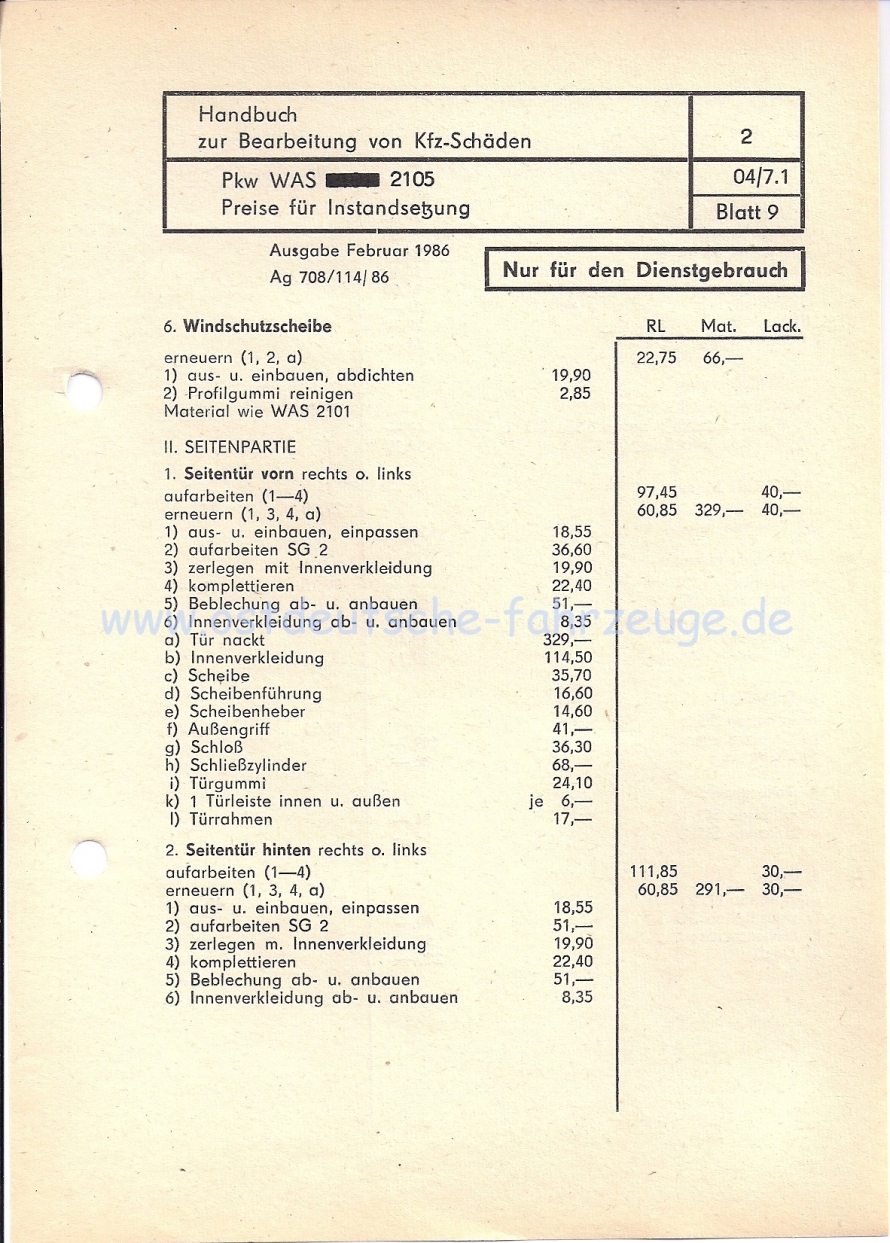 Handbuch
zur Bearbeitung von Kfz-Schäden
2
Pkw WAS 2105
Preise für Instandsetzung
04/7.1
Blatt 9
Ausgabe Februar 1986
Ag 708/114/86
Nur für den Dienstgebrauch
6. Windschutzscheibe RL Mat. Lack.
erneuern (1, 2, a) 22,75 66,—
1) aus- u. einbauen, abdichten 19,90
2) Profilgummi reinigen 2,85
Material wie WAS 2101
II. SEITENPARTIE
1. Seitentür vorn rechts o. links
aufarbeiten (1—4) 97,45 40,—
erneuern (1, 3, 4, a) 60,85 329,— 40,—
1) aus- u. einbauen, einpassen 18,55
2) aufarbeiten SG 2 36,60
3) zerlegen mit Innenverkleidung 19,90
4) komplettieren 22,40
5) Beblechung ab- u. anbauen 51,—
www.ostdeutsche-fahrzeuge.de
6) Innenverkleidung ab- u. anbauen 8,35
a) Tür nackt 329,—
b) Innenverkleidung 114,50
c) Scheibe 35,70
d) Scheibenführung 16,60
e) Scheibenheber 14,60
f) Außengriff 41,—
g) Schloß 36,30
h) Schließzylinder 68,—
i) Türgummi 24,10
k) 1 Türleiste innen u. außen je 6,—
l) Türrahmen 17,—
2. Seitentür hinten rechts o. links
aufarbeiten (1—4) 111,85 30,—
erneuern (1, 3, 4, a) 60,85 291,— 30,—
1) aus- u. einbauen, einpassen 18,55
2) aufarbeiten SG 2 51,—
3) zerlegen m. Innenverkleidung 19,90
4) komplettieren 22,40
5) Beblechung ab- u. anbauen 51,—
6) Innenverkleidung ab- u. anbauen 8,35